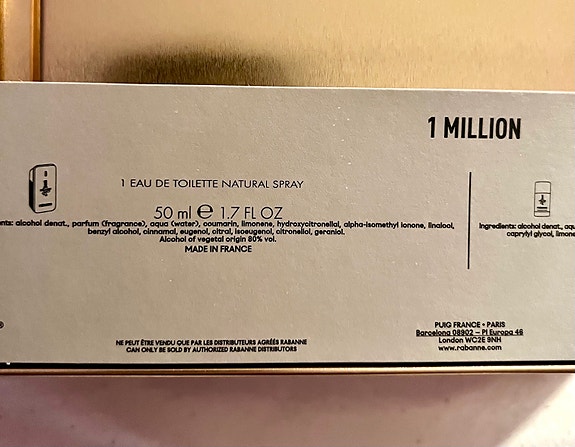 1 MILLION
1 EAU DE TOILETTE NATURAL SPRAY
50 ml ℮ 1.7 FL OZ
alcohol denat., parfum (fragrance), aqua (water), coumarin, limonene, hydroxycitronellal, alpha-isomethyl ionone, linalool,
benzyl alcohol, cinnamal, eugenol, citral, isoeugenol, citronellol, geraniol.
Alcohol of vegetal origin 80% vol.
MADE IN FRANCE
Ingredients: alcohol denat.,
caprylyl glycol,
NE PEUT ÊTRE VENDU QUE PAR LES DISTRIBUTEURS AGRÉÉS RABANNE
CAN ONLY BE SOLD BY AUTHORIZED RABANNE DISTRIBUTORS
PUIG FRANCE • PARIS
Barcelona 08902 – Pl Europa 46
London WC2E 9NH
www.rabanne.com